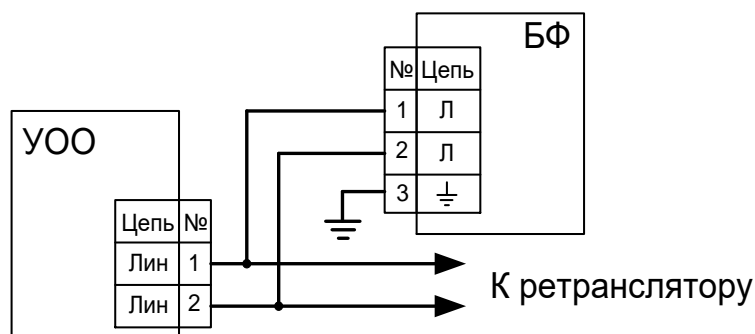 БФ
№ Цепь
1 Л
2 Л
3
УОО
Цепь №
Лин 1
Лин 2
К ретранслятору